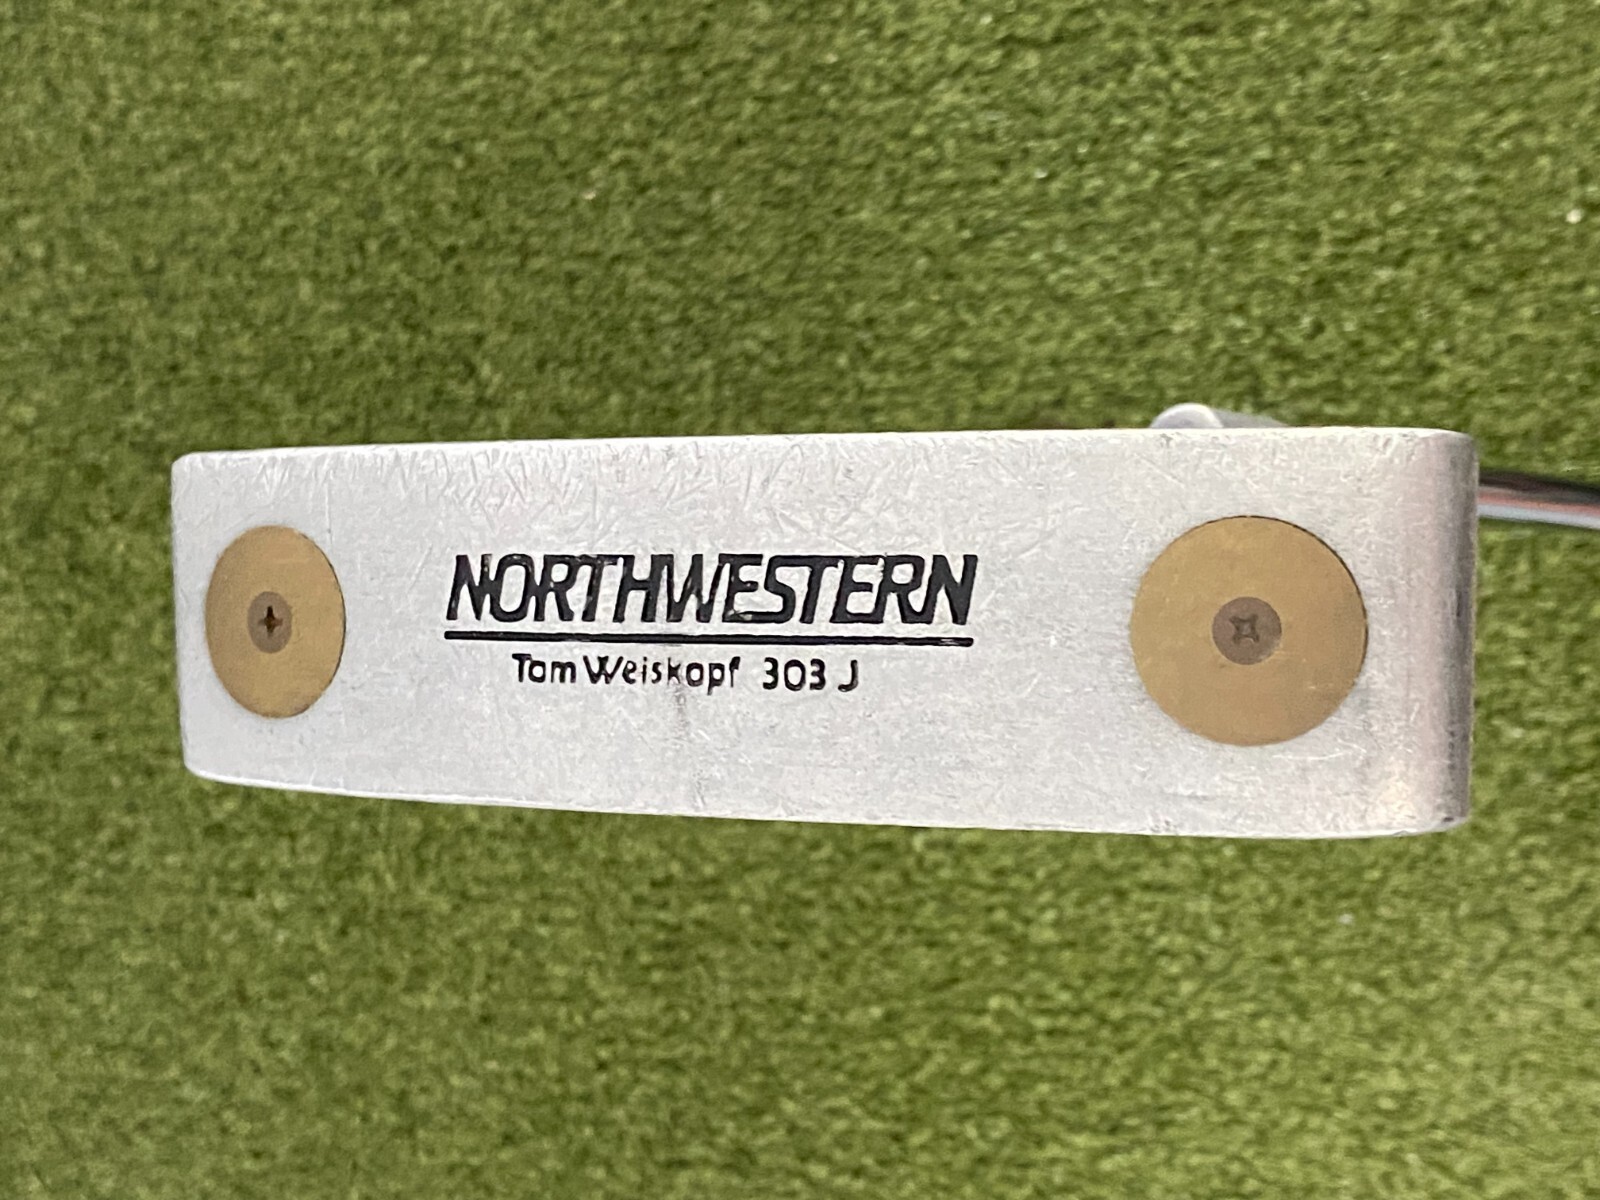 NORTHWESTERN
Tom Weiskopf 303 J